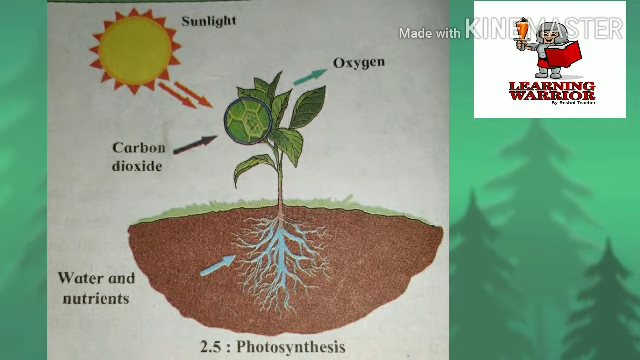 Sunlight
Made with KINEMASTER
Oxygen
LEARNING
WARRIOR
Carbon
dioxide
Water and
nutrients
2.5 : Photosynthesis